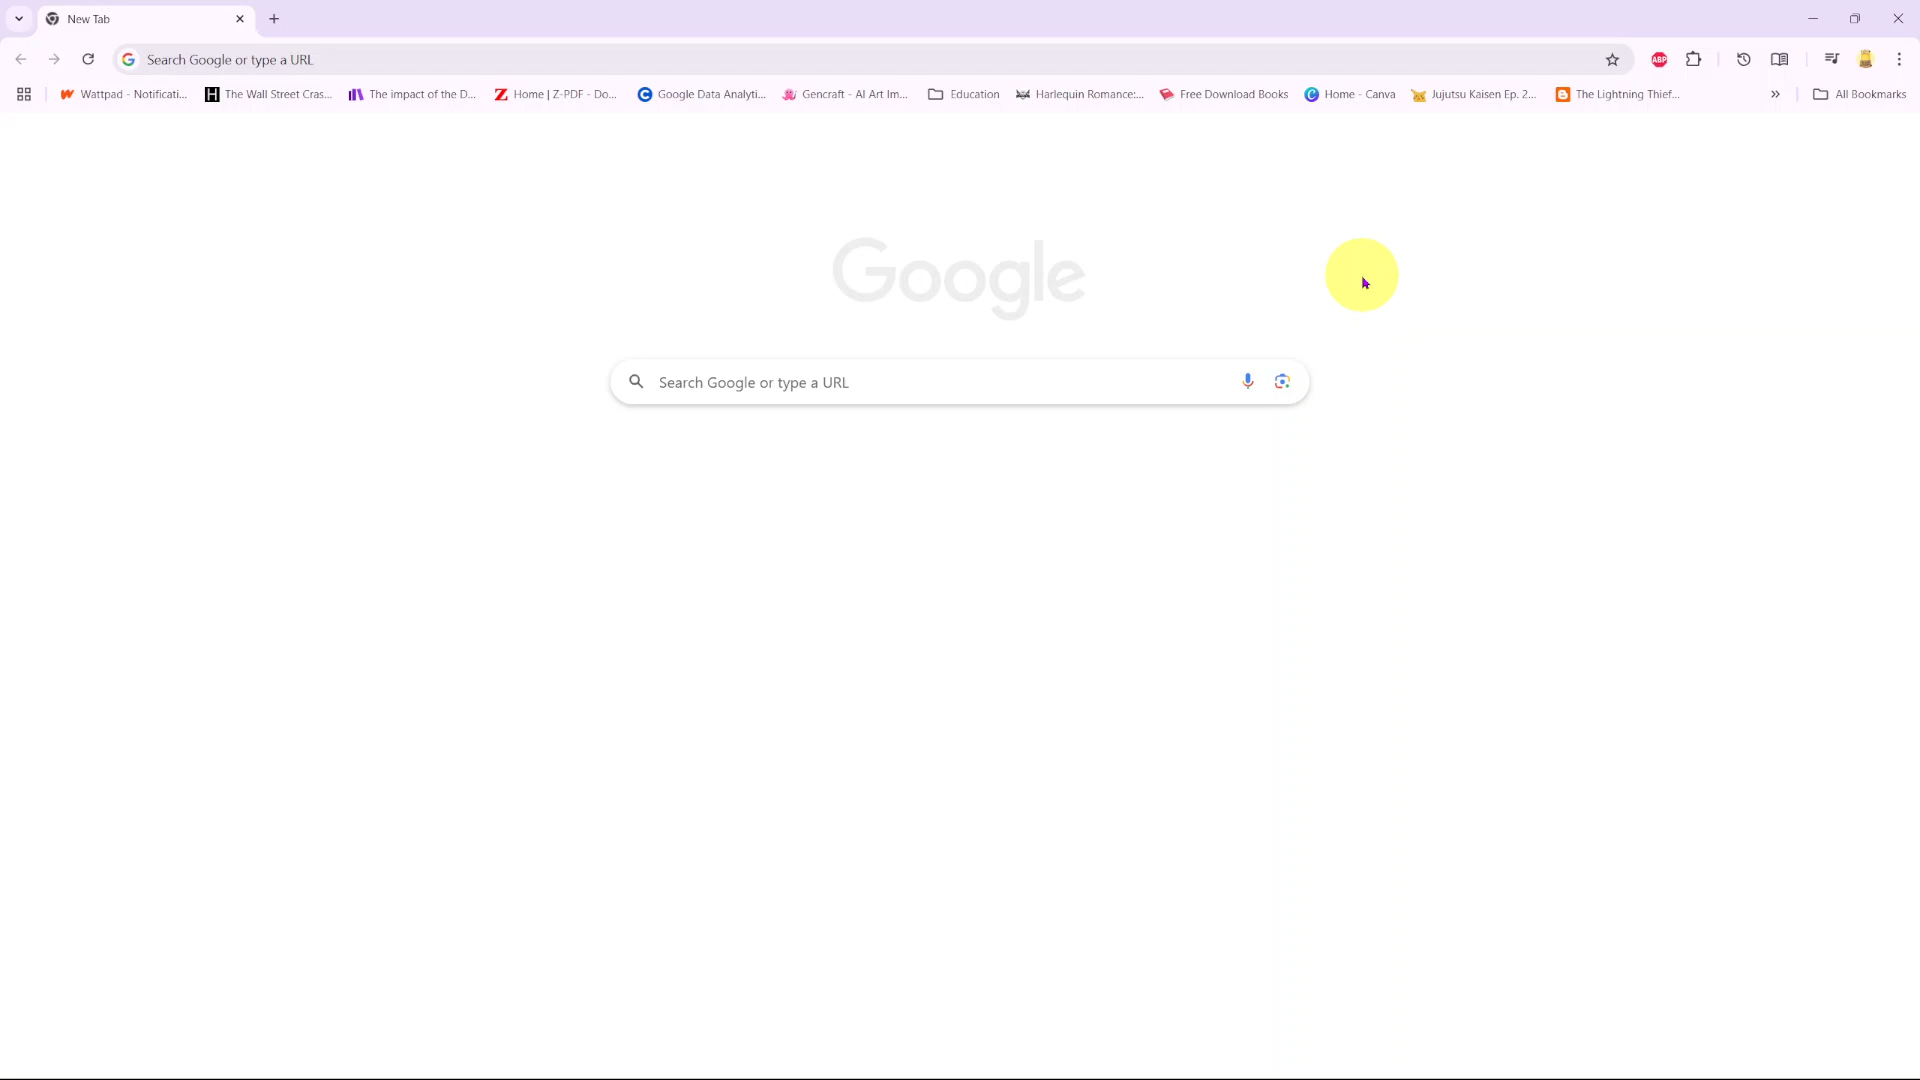 New Tab
Search Google or type a URL
ABP
Wattpad - Notificati...
The Wall Street Cras...
The impact of the D...
Home | Z-PDF - Do...
Google Data Analyti...
Gencraft - AI Art Im...
Education
Harlequin Romance:...
Free Download Books
Home - Canva
Jujutsu Kaisen Ep. 2...
The Lightning Thief...
All Bookmarks
Google
Search Google or type a URL